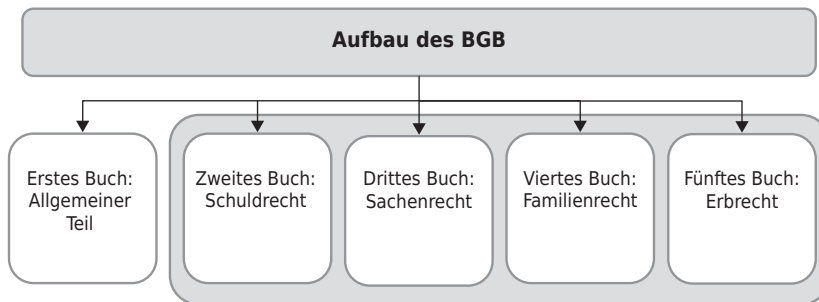 Aufbau des BGB
Erstes Buch:
Allgemeiner
Teil
Zweites Buch:
Schuldrecht
Drittes Buch:
Sachenrecht
Viertes Buch:
Familienrecht
Fünftes Buch:
Erbrecht